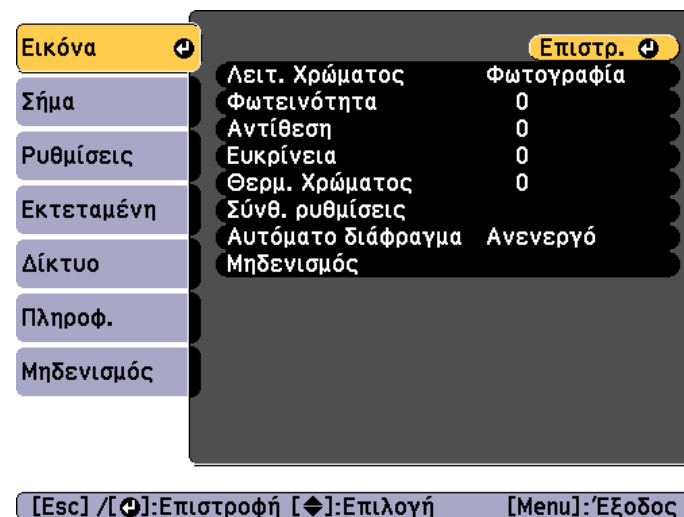 Εικόνα
Επιστρ.
Λειτ. Χρώματος Φωτογραφία
Φωτεινότητα 0
Αντίθεση 0
Ευκρίνεια 0
Θερμ. Χρώματος 0
Σύνθ. ρυθμίσεις
Αυτόματο διάφραγμα Ανενεργό
Μηδενισμός
Σήμα
Ρυθμίσεις
Εκτεταμένη
Δίκτυο
Πληροφ.
Μηδενισμός
[Esc] /[⏎]:Επιστροφή [◆]:Επιλογή [Menu]:Έξοδος